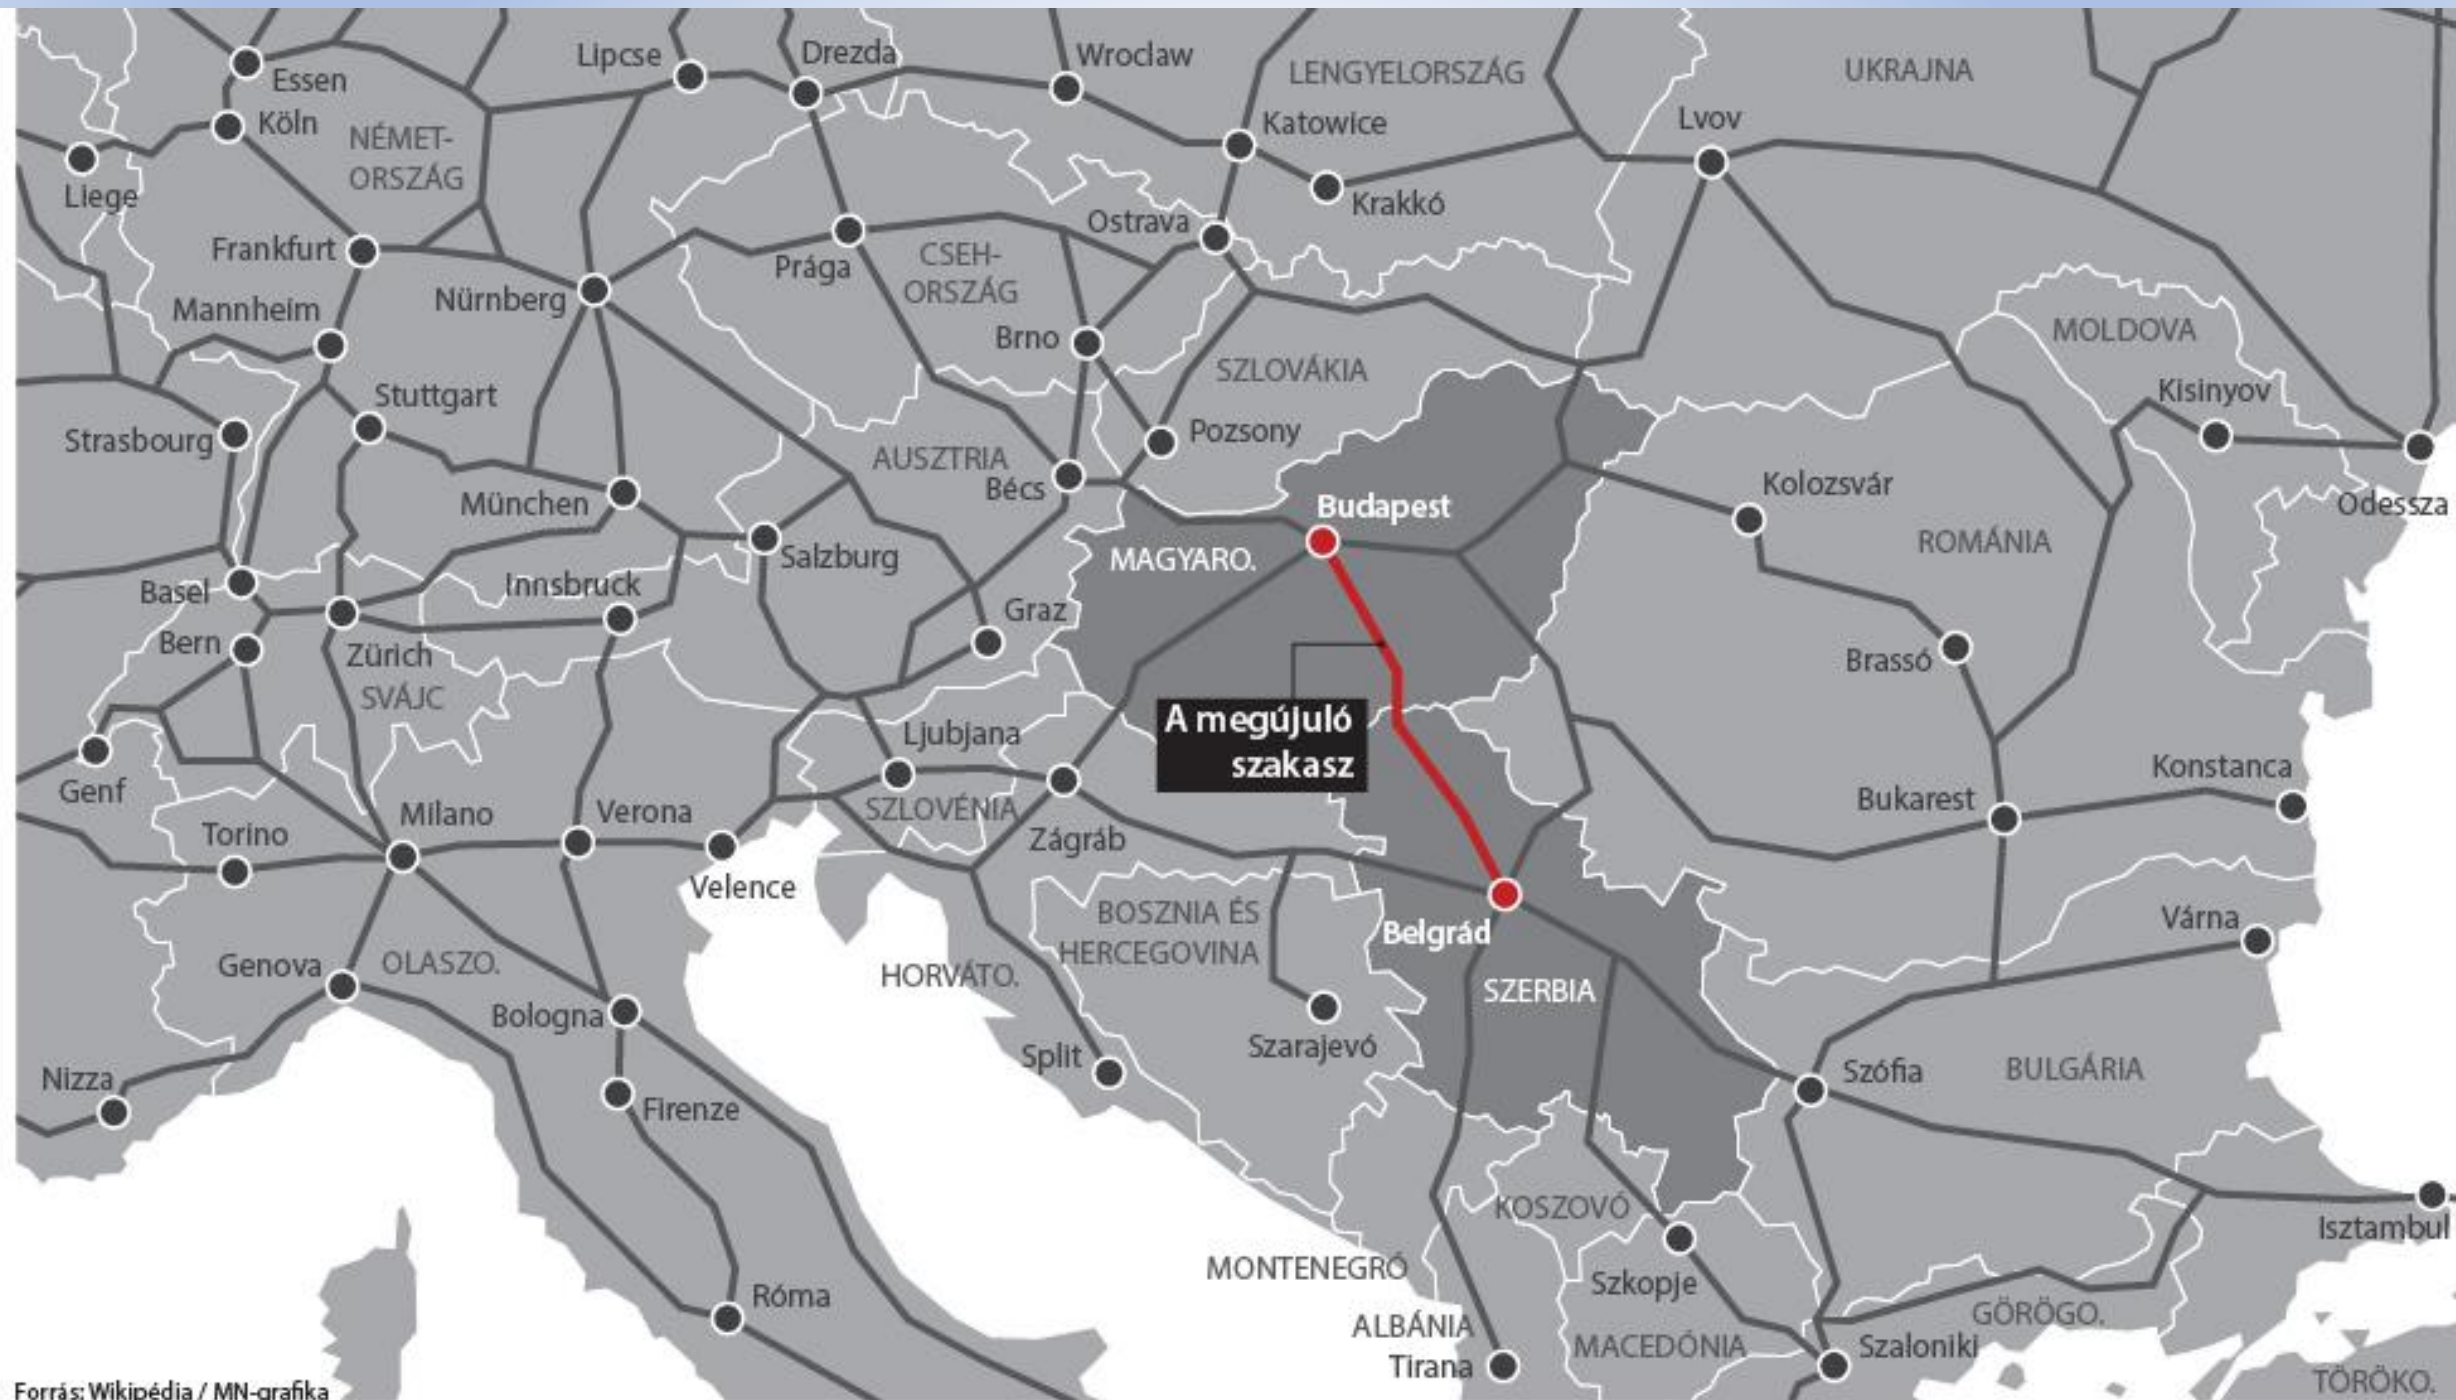 Lipcse
Drezda
Wroclaw
LENGYELORSZÁG
UKRAJNA
Essen
Köln
NÉMET-
ORSZÁG
Katowice
Lvov
Liege
Krakkó
Ostrava
Frankfurt
Prága
CSEH-
ORSZÁG
Mannheim
Nürnberg
Brno
MOLDOVA
SZLOVÁKIA
Stuttgart
Kisinyov
Strasbourg
Pozsony
AUSZTRIA
Bécs
Kolozsvár
München
Budapest
Odessza
Salzburg
MAGYARO.
ROMÁNIA
Basel
Innsbruck
Graz
Bern
Zürich
SVÁJC
Brassó
A megújuló
szakasz
Ljubjana
Genf
Konstanca
Milano
Verona
SZLOVÉNIA
Bukarest
Torino
Zágráb
Velence
BOSZNIA ÉS
HERCEGOVINA
Belgrád
Várna
Genova
OLASZO.
HORVÁTO.
SZERBIA
Bologna
Szarajevó
Split
Nizza
Firenze
Szófia
BULGÁRIA
KOSZOVÓ
Isztambul
MONTENEGRÓ
Szkopje
Róma
ALBÁNIA
Tirana
MACEDÓNIA
Szaloniki
GÖRÖGO.
TÖRÖKO.
Forrás: Wikipédia / MN-grafika